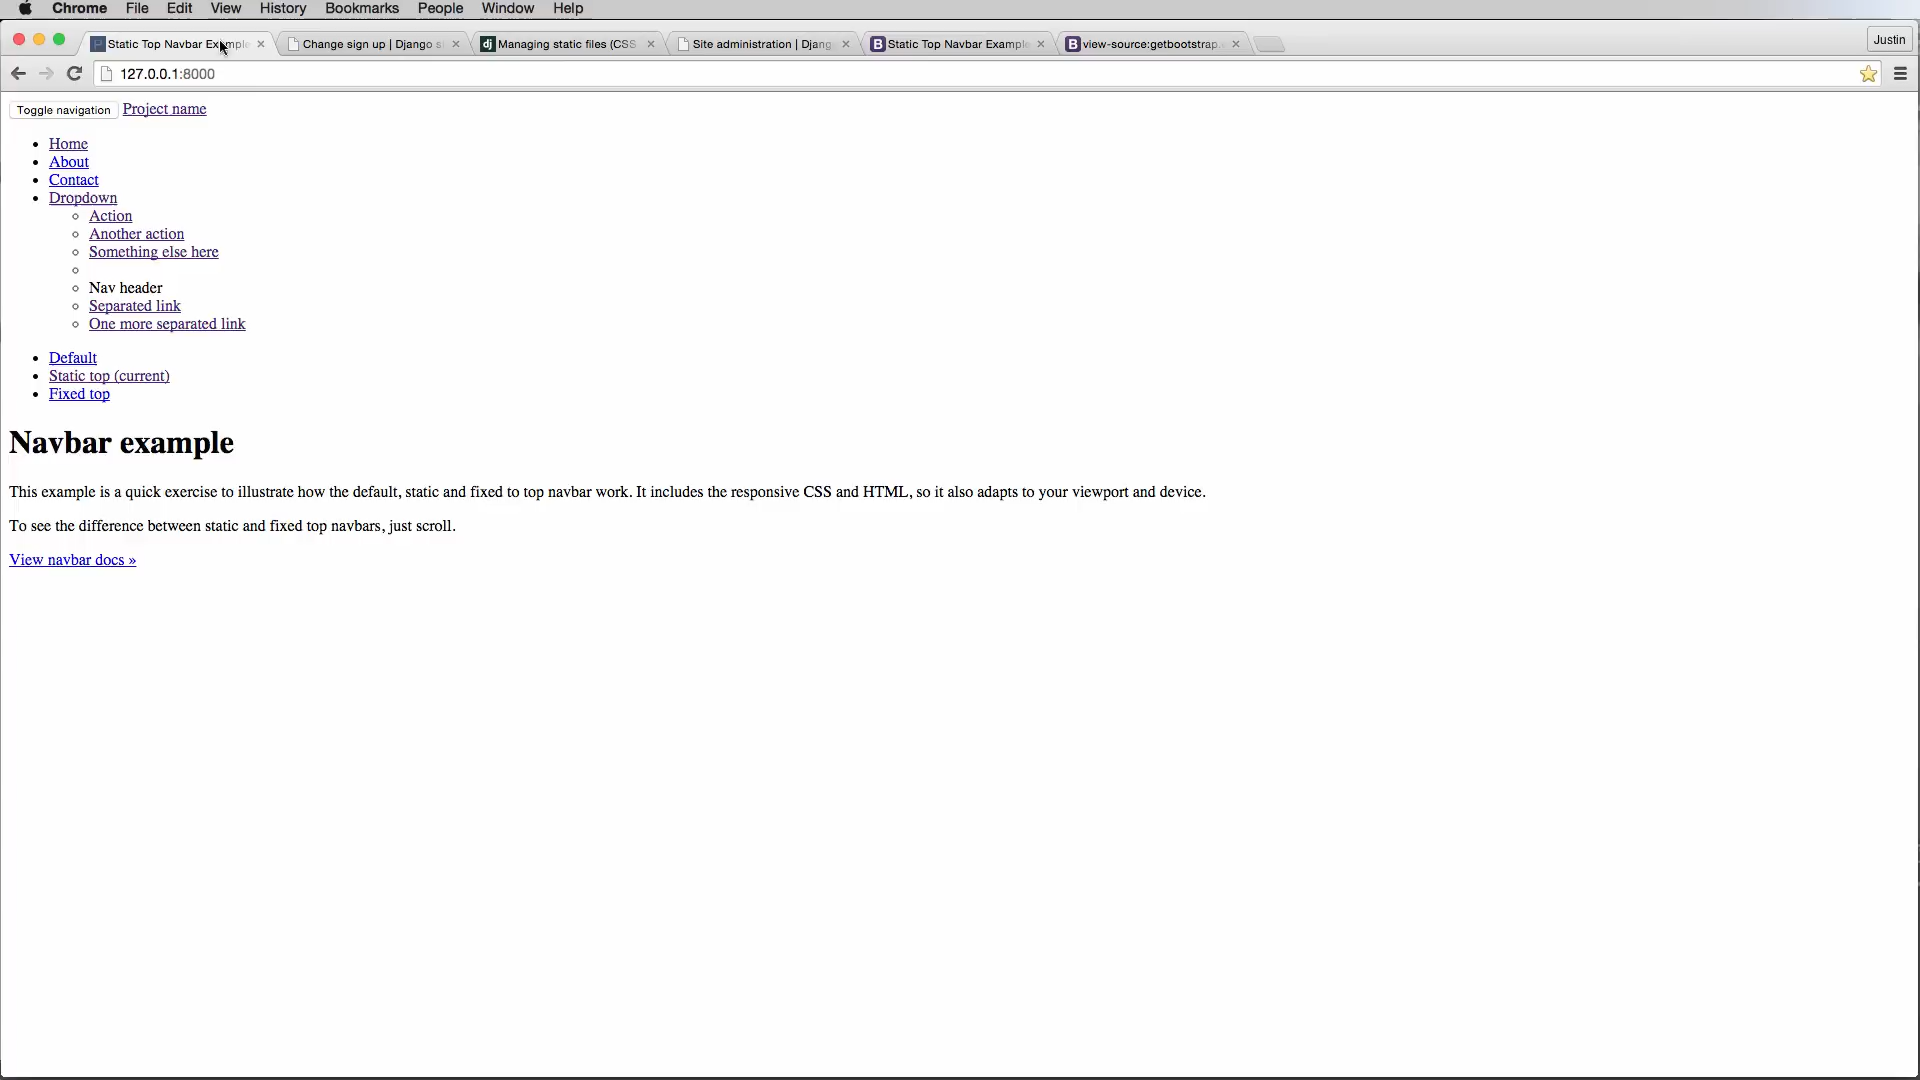 Chrome File Edit View History Bookmarks People Window Help
Static Top Navbar Example
Change sign up | Django s
Managing static files (CSS
Site administration | Djang
Static Top Navbar Example
view-source:getbootstrap.
Justin
127.0.0.1:8000
Toggle navigation Project name
Home
About
Contact
Dropdown
Action
Another action
Something else here
Nav header
Separated link
One more separated link
Default
Static top (current)
Fixed top
Navbar example
This example is a quick exercise to illustrate how the default, static and fixed to top navbar work. It includes the responsive CSS and HTML, so it also adapts to your viewport and device.
To see the difference between static and fixed top navbars, just scroll.
View navbar docs »